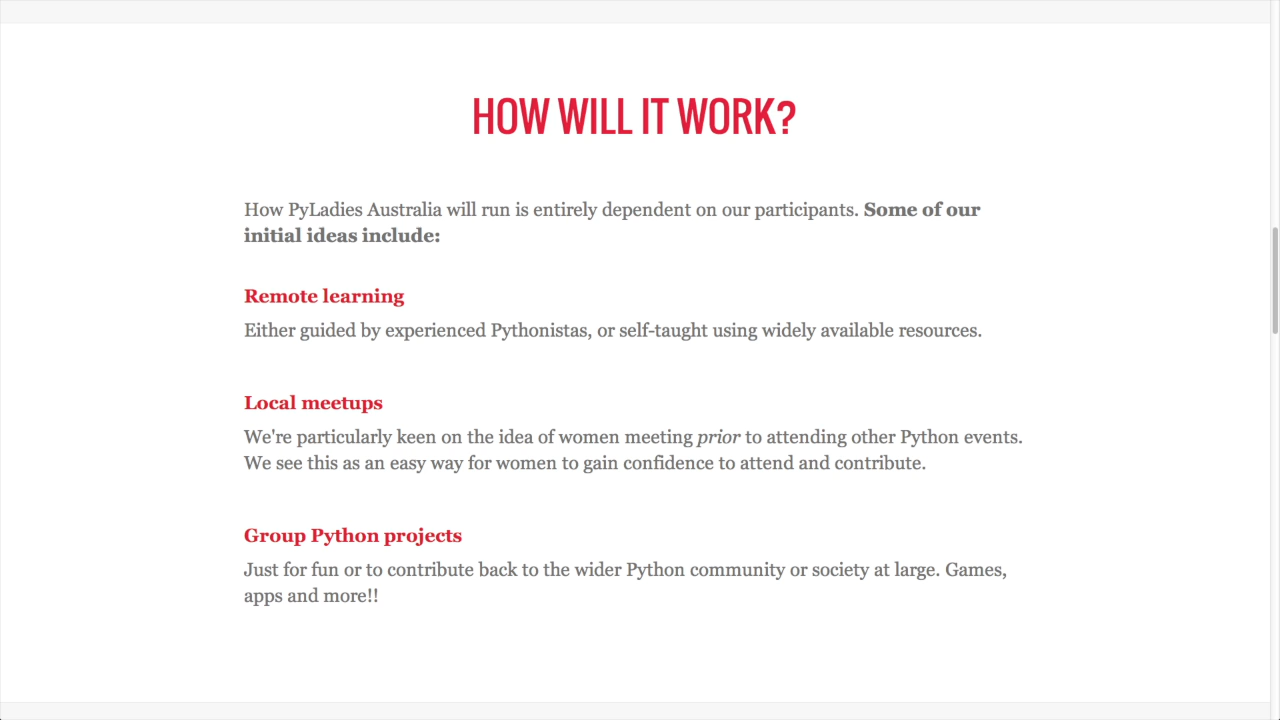 HOW WILL IT WORK?
How PyLadies Australia will run is entirely dependent on our participants. Some of our
initial ideas include:
Remote learning
Either guided by experienced Pythonistas, or self-taught using widely available resources.
Local meetups
We're particularly keen on the idea of women meeting prior to attending other Python events.
We see this as an easy way for women to gain confidence to attend and contribute.
Group Python projects
Just for fun or to contribute back to the wider Python community or society at large. Games,
apps and more!!